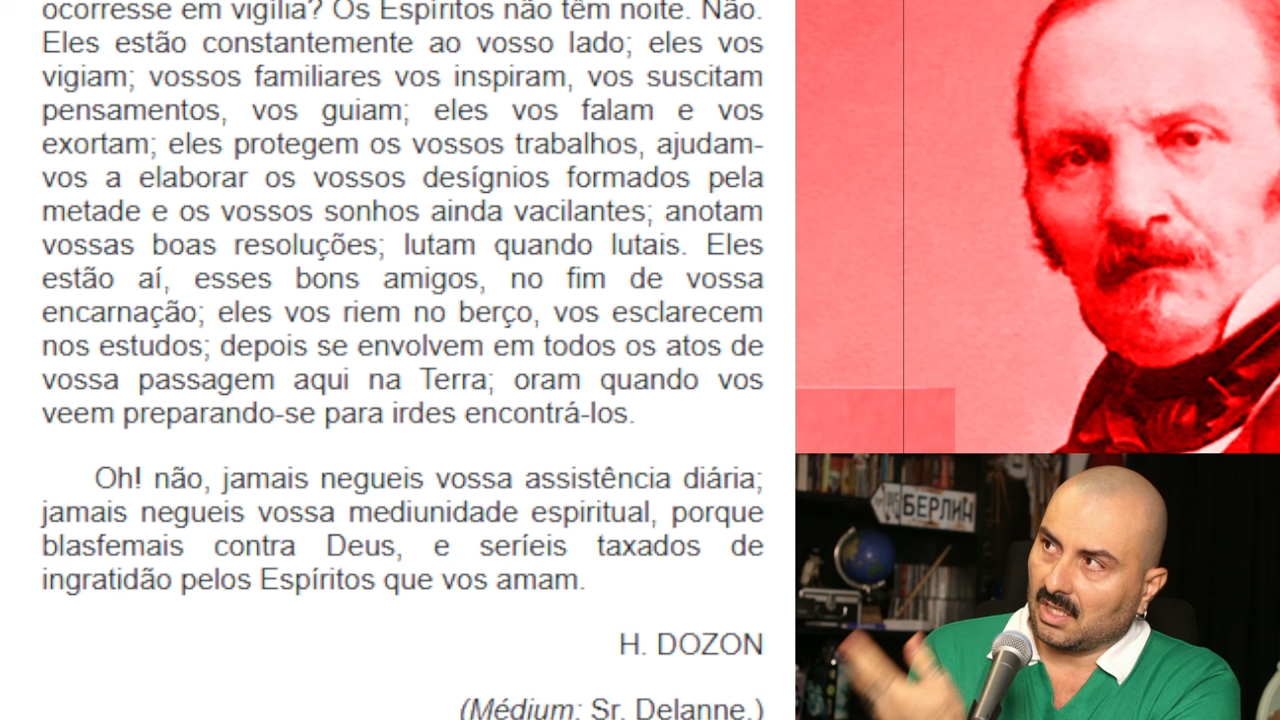 ocorresse em vigília? Os Espíritos não têm noite. Não.
Eles estão constantemente ao vosso lado; eles vos
vigiam; vossos familiares vos inspiram, vos suscitam
pensamentos, vos guiam; eles vos falam e vos
exortam; eles protegem os vossos trabalhos, ajudam-
vos a elaborar os vossos desígnios formados pela
metade e os vossos sonhos ainda vacilantes; anotam
vossas boas resoluções; lutam quando lutais. Eles
estão aí, esses bons amigos, no fim de vossa
encarnação; eles vos riem no berço, vos esclarecem
nos estudos; depois se envolvem em todos os atos de
vossa passagem aqui na Terra; oram quando vos
veem preparando-se para irdes encontrá-los.
Oh! não, jamais negueis vossa assistência diária;
jamais negueis vossa mediunidade espiritual, porque
blasfemais contra Deus, e seríeis taxados de
ingratidão pelos Espíritos que vos amam.
H. DOZON
(Médium: Sr. Delanne.)
БЕРЛИН